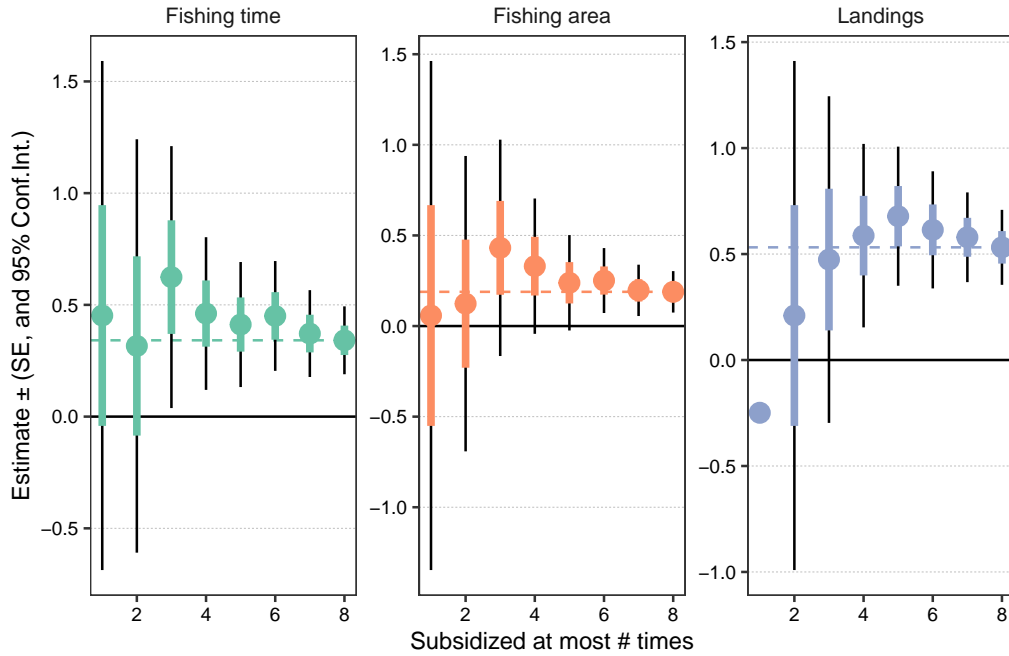 Fishing time
Fishing area
Landings
Estimate ± (SE, and 95% Conf.Int.)
1.5
1.0
0.5
0.0
−0.5
2 4 6 8
1.5
1.0
0.5
0.0
−0.5
−1.0
2 4 6 8
1.5
1.0
0.5
0.0
−0.5
−1.0
2 4 6 8
Subsidized at most # times